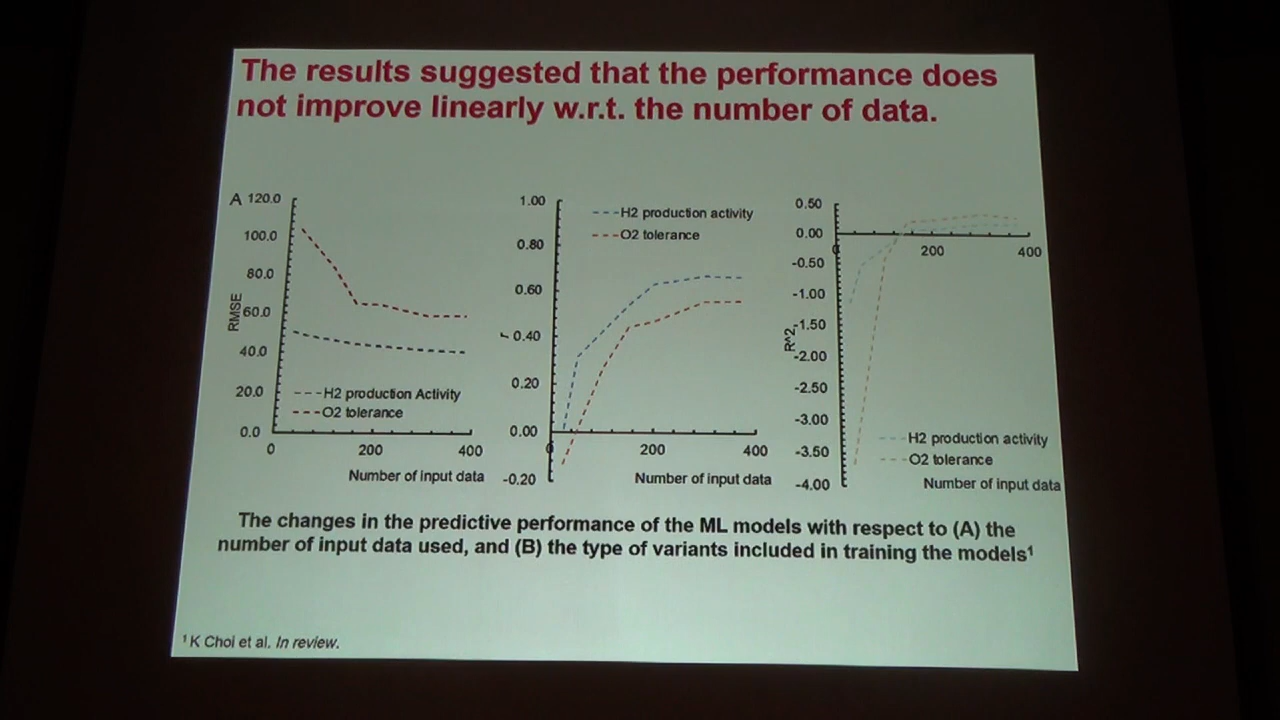 The results suggested that the performance does
not improve linearly w.r.t. the number of data.
A
120.0
100.0
80.0
60.0
40.0
20.0
0.0
RMSE
0 200 400
Number of input data
---H2 production Activity
---O2 tolerance
1.00
0.80
0.60
0.40
0.20
0.00
-0.20
r
0 200 400
Number of input data
---H2 production activity
---O2 tolerance
0.50
0.00
-0.50
-1.00
-1.50
-2.00
-2.50
-3.00
-3.50
-4.00
R^2
0 200 400
H2 production activity
O2 tolerance
Number of input data
The changes in the predictive performance of the ML models with respect to (A) the
number of input data used, and (B) the type of variants included in training the models¹
¹ K Choi et al. In review.